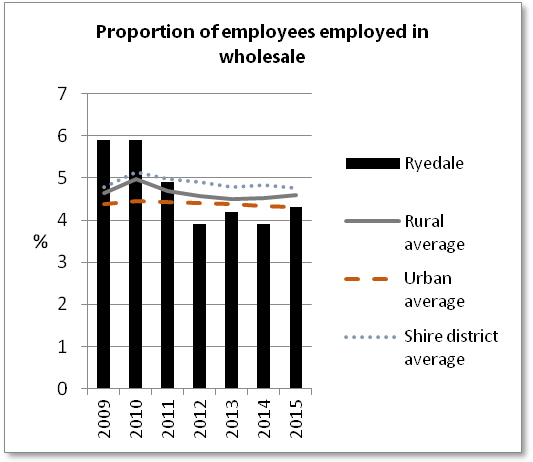 Proportion of employees employed in
wholesale
7
6
5
4
3
2
1
0
%
2009
2010
2011
2012
2013
2014
2015
Ryedale
Rural
average
Urban
average
Shire district
average